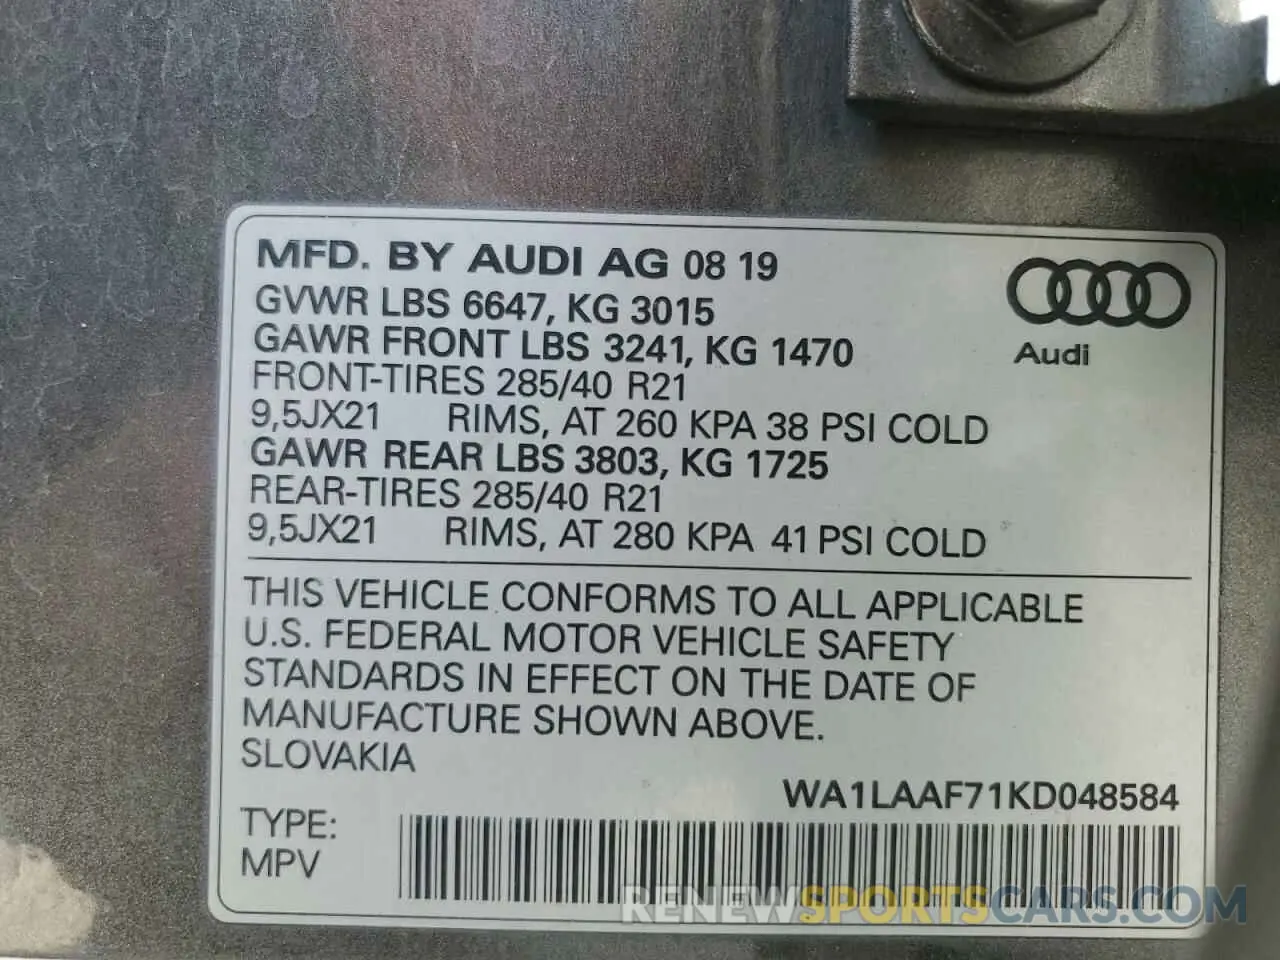 MFD. BY AUDI AG 08 19
GVWR LBS 6647, KG 3015
GAWR FRONT LBS 3241, KG 1470
FRONT-TIRES 285/40 R21
9,5JX21 RIMS, AT 260 KPA 38 PSI COLD
GAWR REAR LBS 3803, KG 1725
REAR-TIRES 285/40 R21
9,5JX21 RIMS, AT 280 KPA 41 PSI COLD
Audi
THIS VEHICLE CONFORMS TO ALL APPLICABLE
U.S. FEDERAL MOTOR VEHICLE SAFETY
STANDARDS IN EFFECT ON THE DATE OF
MANUFACTURE SHOWN ABOVE.
SLOVAKIA
WA1LAAF71KD048584
TYPE:
MPV
RENEWSPORTSCARS.COM